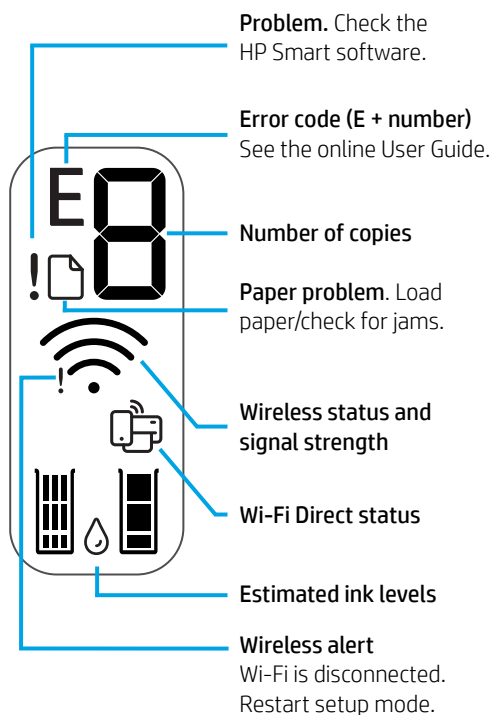 Problem. Check the
HP Smart software.
Error code (E + number)
See the online User Guide.
E 8
Number of copies
!
Paper problem. Load
paper/check for jams.
!
Wireless status and
signal strength
Wi-Fi Direct status
Estimated ink levels
Wireless alert
Wi-Fi is disconnected.
Restart setup mode.